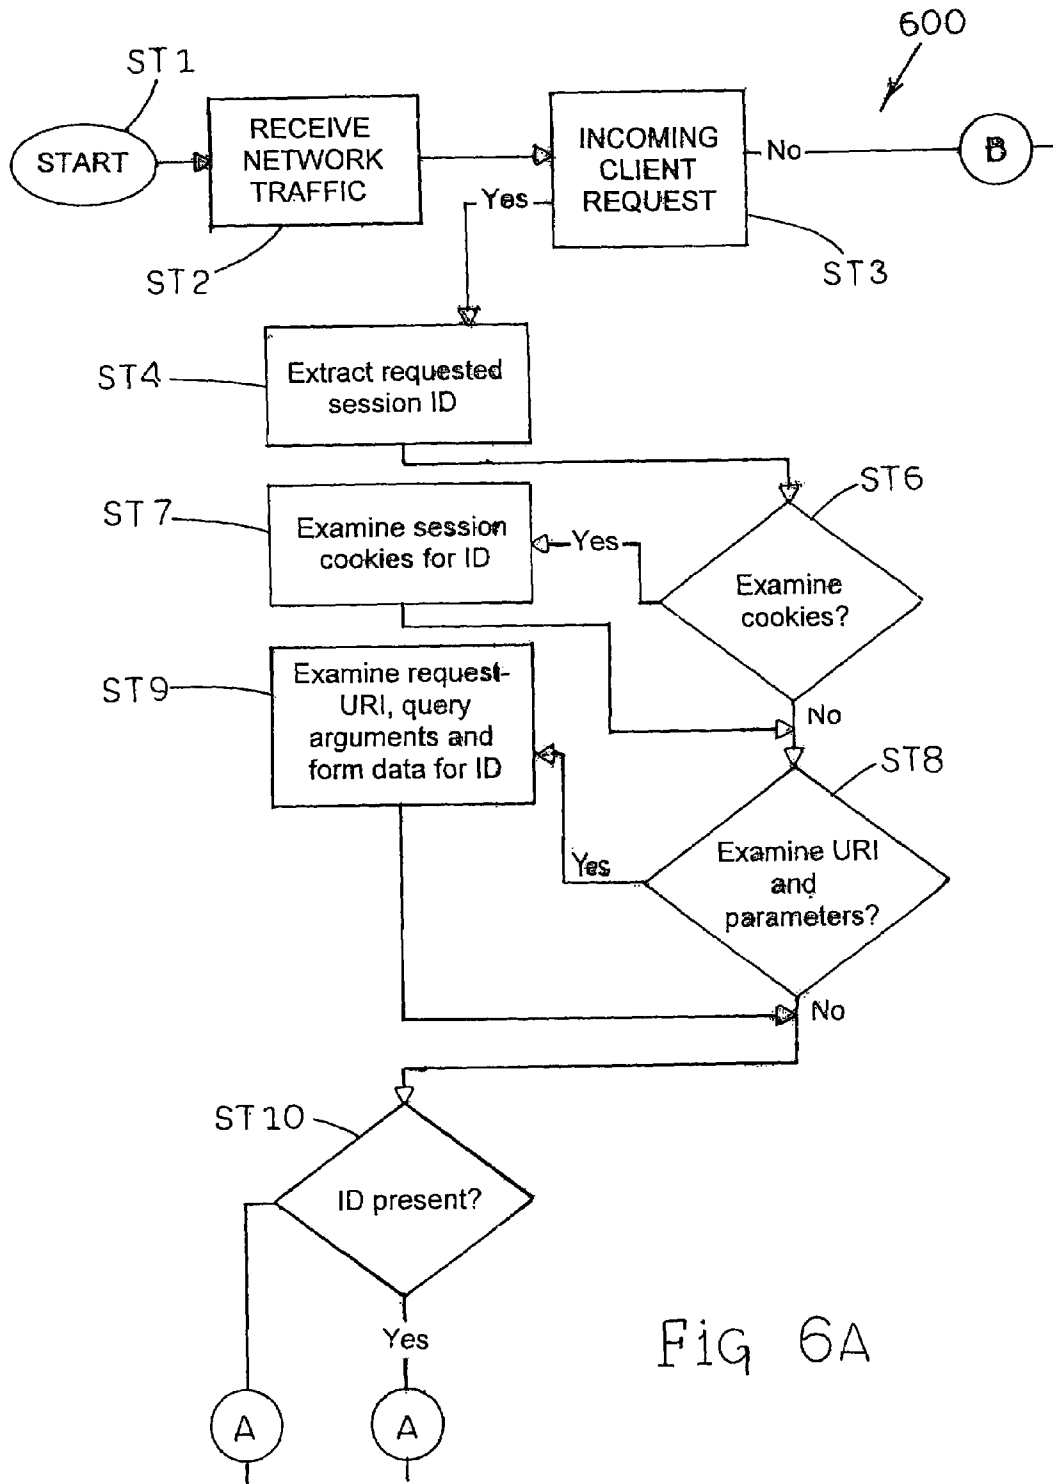 600
ST1
START
RECEIVE
NETWORK
TRAFFIC
ST2
INCOMING
CLIENT
REQUEST
No
B
Yes
ST3
ST4
Extract requested
session ID
ST6
ST7
Examine session
cookies for ID
Yes
Examine
cookies?
No
ST9
Examine request-
URI, query
arguments and
form data for ID
ST8
Yes
Examine URI
and
parameters?
No
ST10
ID present?
Yes
A
A
FiG 6A